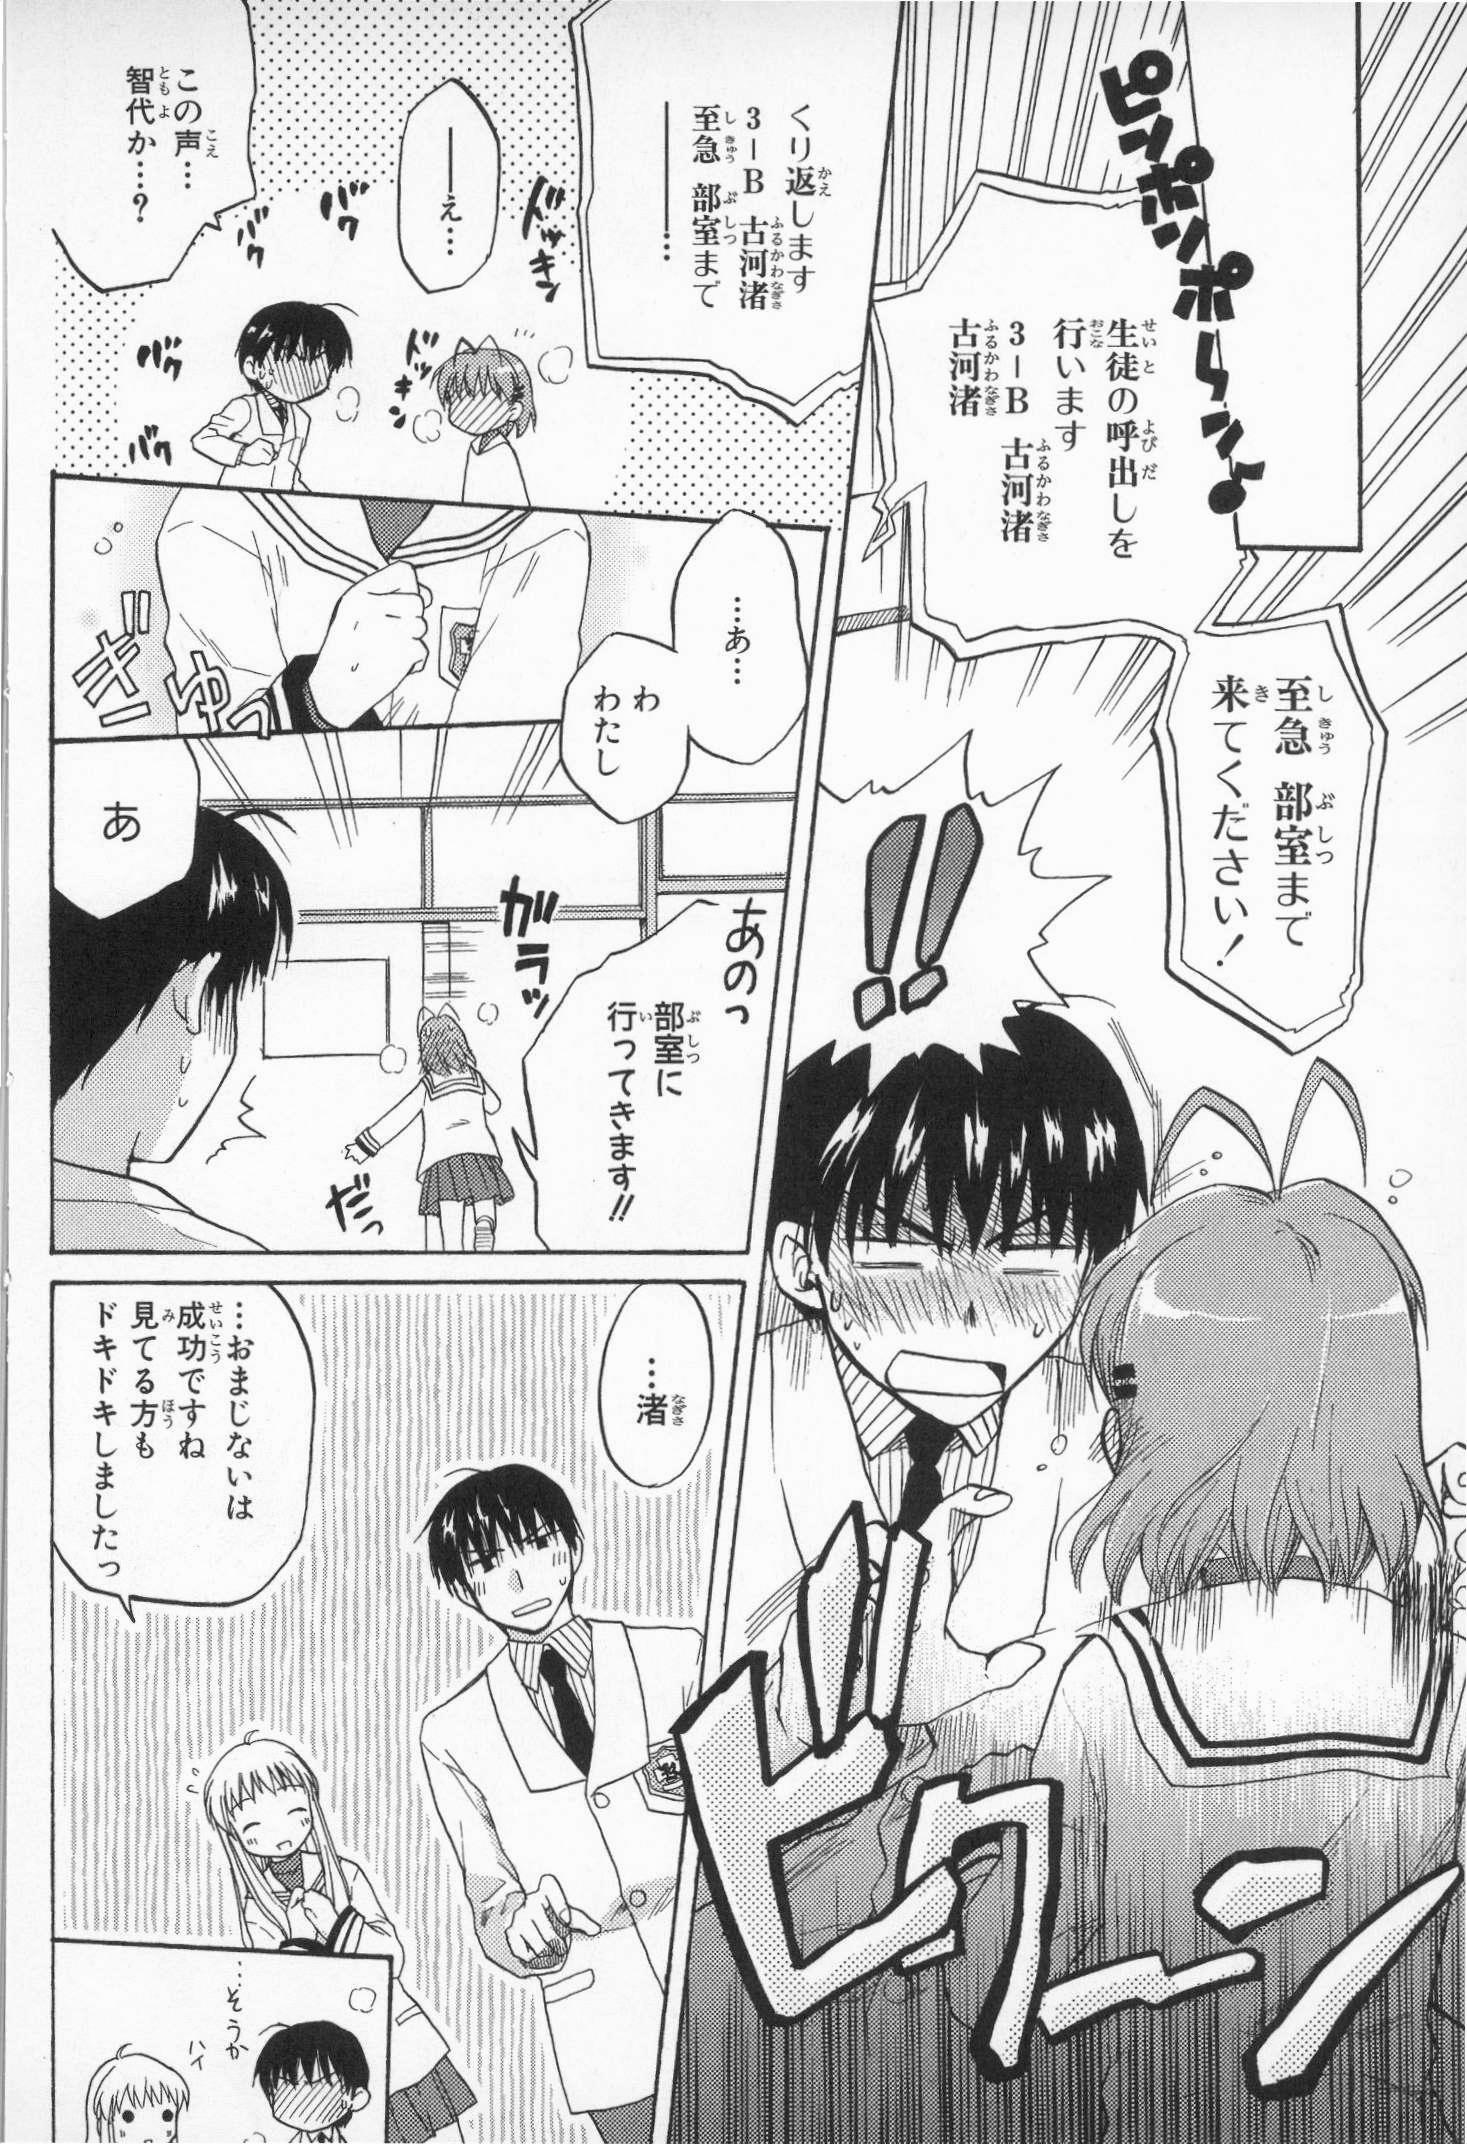 ピンポンポーン♪
生徒の呼出しを
行います
3－B 古河渚
古河渚
至急 部室まで
来てください！
!!
ビクーン
くり返します
3－B 古河渚
至急 部室まで
―――…
ドッキン
―え…
バク
この声…
智代か…？
バク
ドッキン
バク
バク
…あ…
わ
わたし
ぎゅっ
あのっ
部室に
行ってきます!!
ガラッ
だっ
あ
…渚
…おまじないは
成功ですね
見てる方も
ドキドキしましたっ
…そうか
ハイ